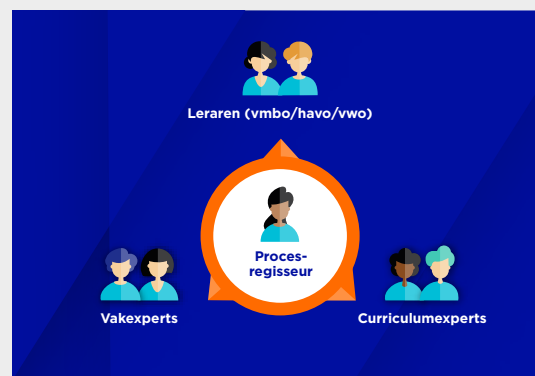 Leraren (vmbo/havo/vwo)
Proces-
regisseur
Vakexperts
Curriculumexperts